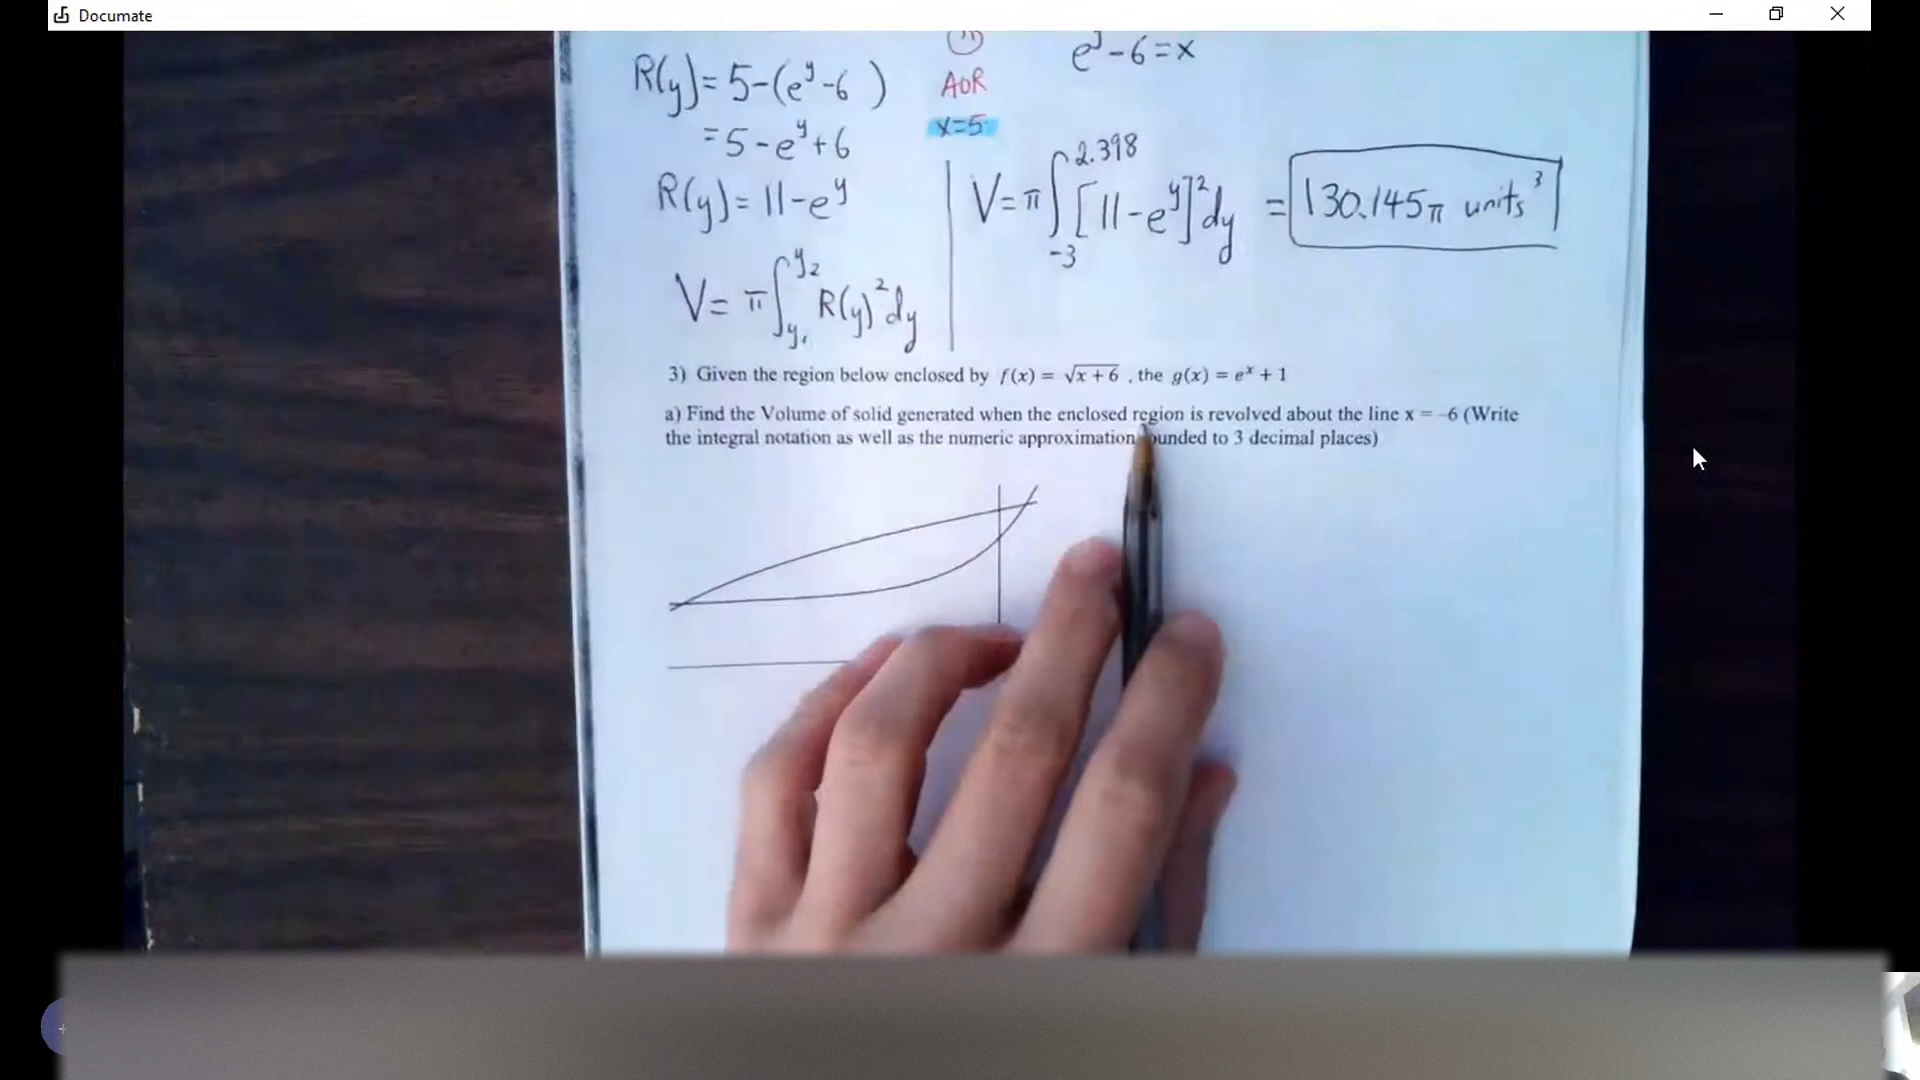 Documate
R(y) = 5-(e^y-6)
= 5-e^y+6
R(y) = 11-e^y
V = π∫_{y₁}^{y₂} R(y)² dy
AOR
x=5
e^y-6=x
V = π∫_{-3}^{2.398} [11-e^y]² dy = 130.145π units³
3) Given the region below enclosed by f(x) = √x + 6 , the g(x) = eˣ + 1
a) Find the Volume of solid generated when the enclosed region is revolved about the line x = -6 (Write
the integral notation as well as the numeric approximation ounded to 3 decimal places)